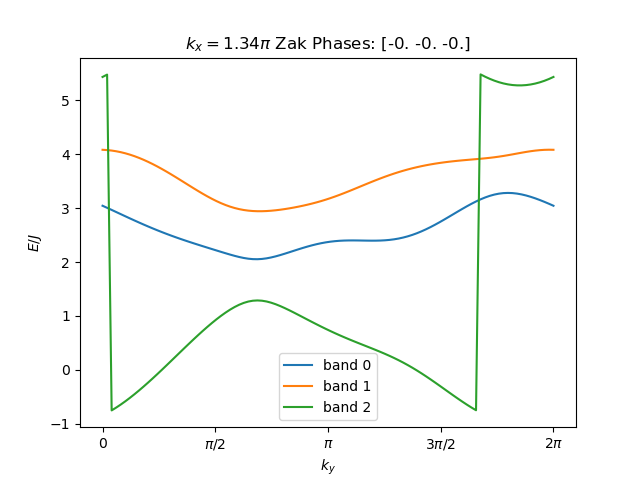 $k_x = 1.34\pi$ Zak Phases: [-0. -0. -0.]
E/J
5
4
3
2
1
0
−1
band 0
band 1
band 2
0
π/2
π
3π/2
2π
$k_y$